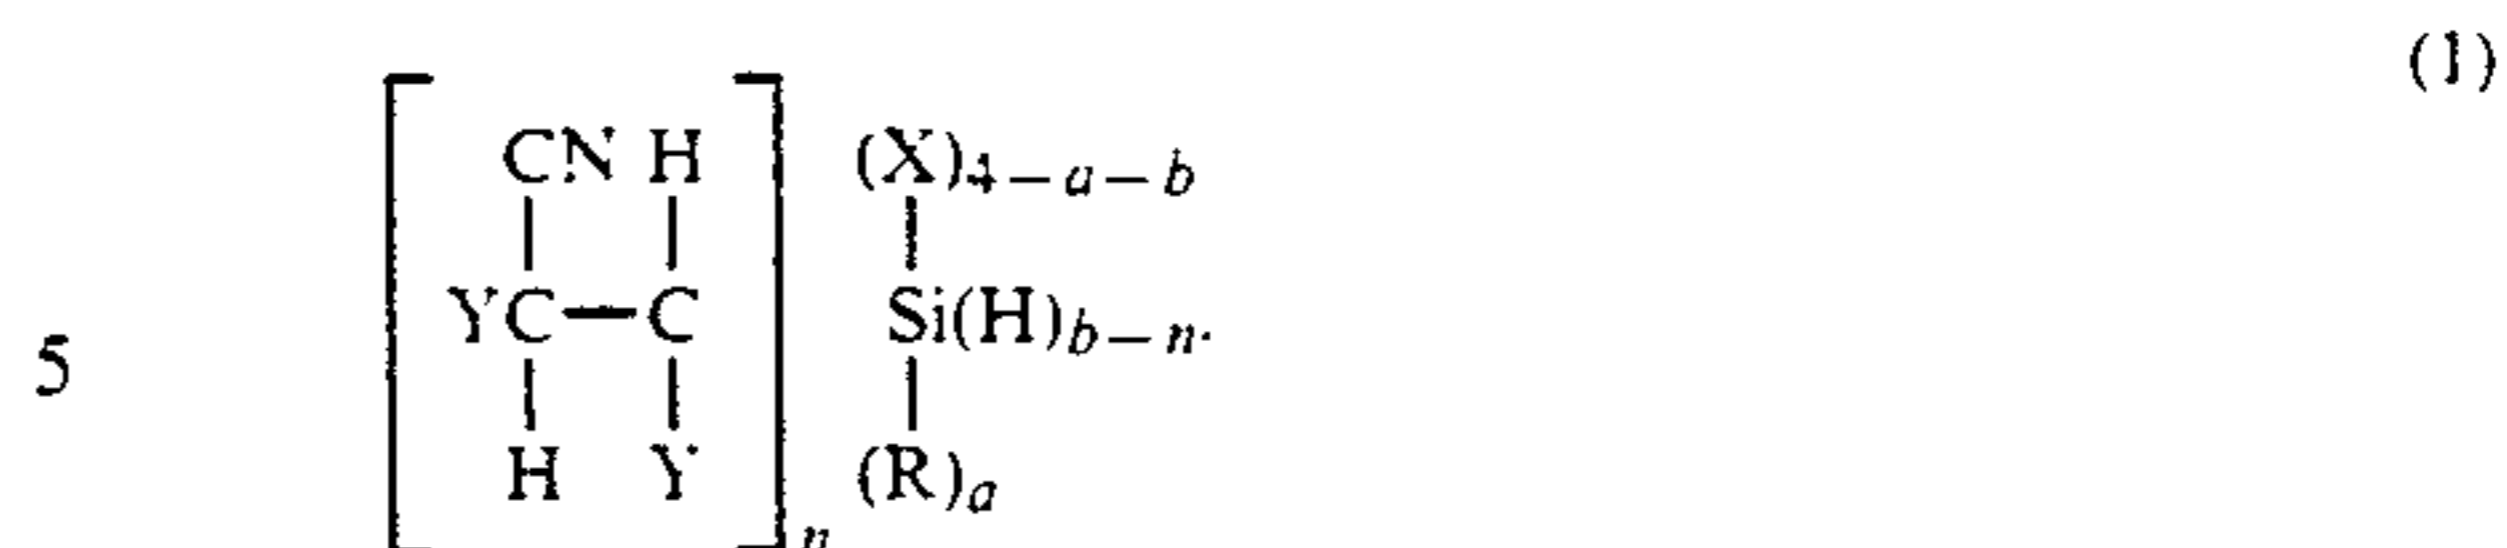 (1)
CN H (X)4−a−b
YC—C Si(H)b−n.
5
H Y (R)a
n